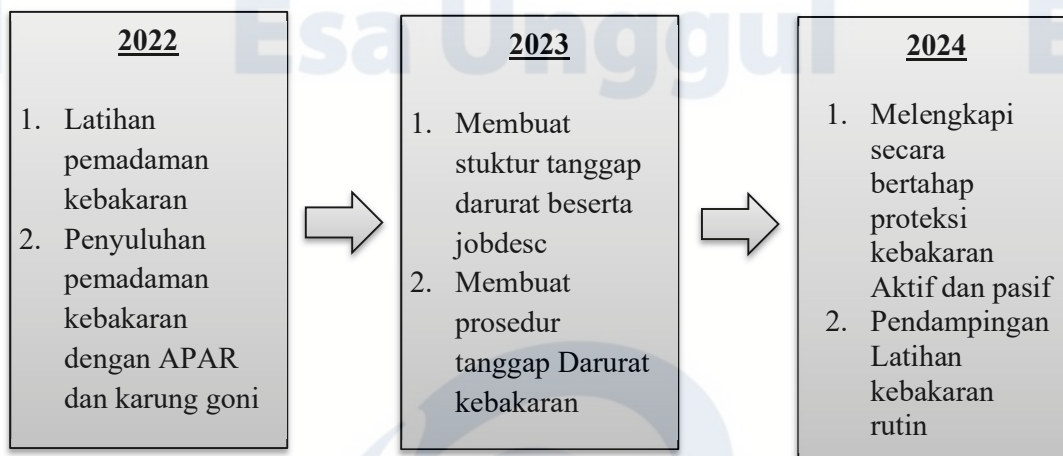 Esa Unggul
2022
1. Latihan
pemadaman
kebakaran
2. Penyuluhan
pemadaman
kebakaran
dengan APAR
dan karung goni
2023
1. Membuat
stuktur tanggap
darurat beserta
jobdesc
2. Membuat
prosedur
tanggap Darurat
kebakaran
2024
1. Melengkapi
secara
bertahap
proteksi
kebakaran
Aktif dan pasif
2. Pendampingan
Latihan
kebakaran
rutin